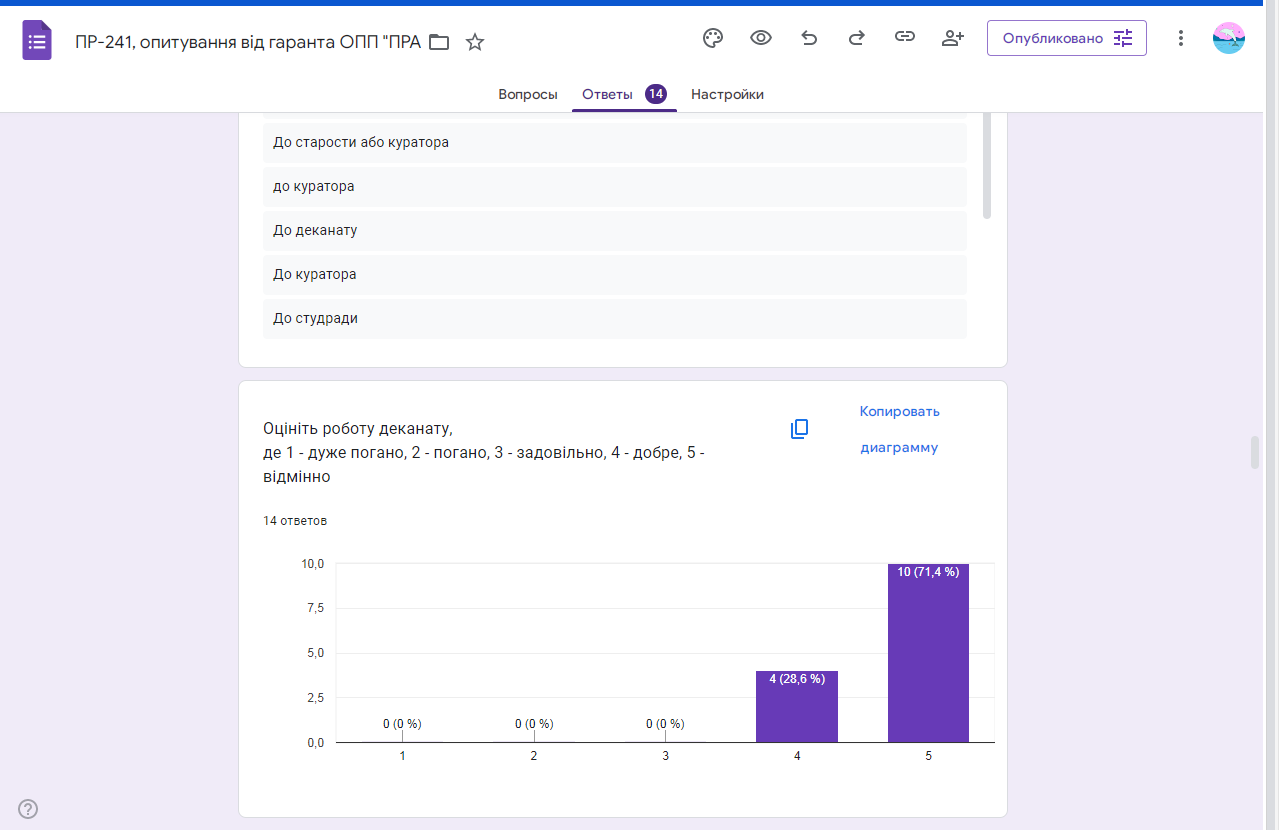 ПР-241, опитування від гаранта ОПП "ПРА
Опубликовано
Вопросы
Ответы 14
Настройки
До старости або куратора
до куратора
До деканату
До куратора
До студради
Оцініть роботу деканату,
де 1 - дуже погано, 2 - погано, 3 - задовільно, 4 - добре, 5 -
відмінно
Копировать
диаграмму
14 ответов
10,0
7,5
5,0
2,5
0,0
0 (0 %)
0 (0 %)
0 (0 %)
4 (28,6 %)
10 (71,4 %)
1
2
3
4
5